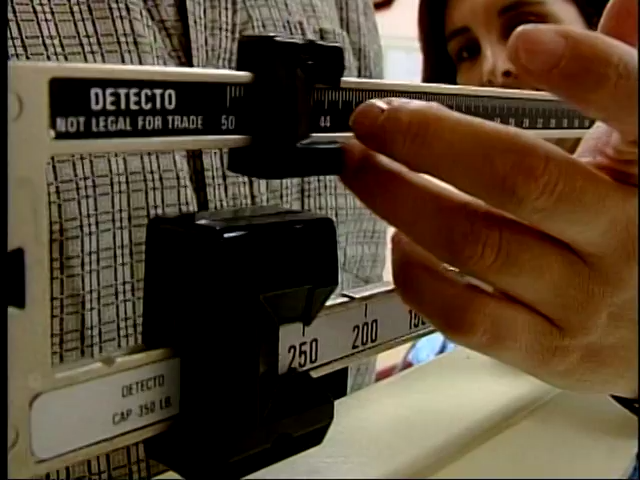 DETECTO
NOT LEGAL FOR TRADE
50
44
250
200
DETECTO
CAP-350 LB.